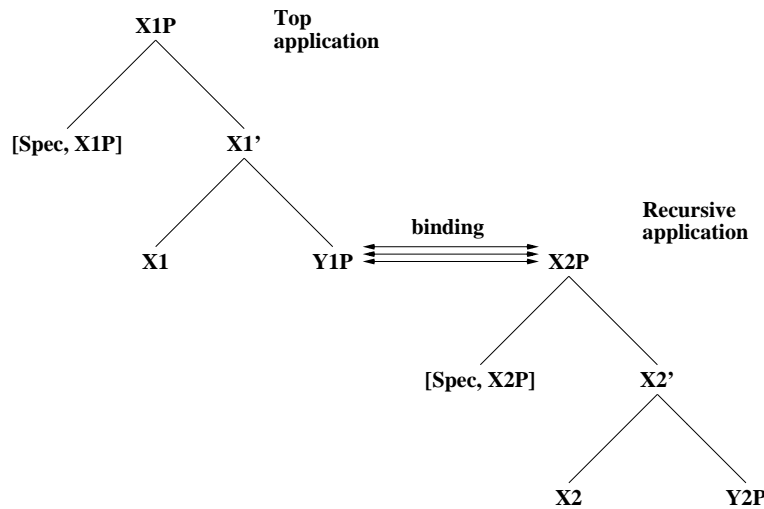 X1P
Top
application
[Spec, X1P]
X1’
X1
Y1P
binding
X2P
Recursive
application
[Spec, X2P]
X2’
X2
Y2P